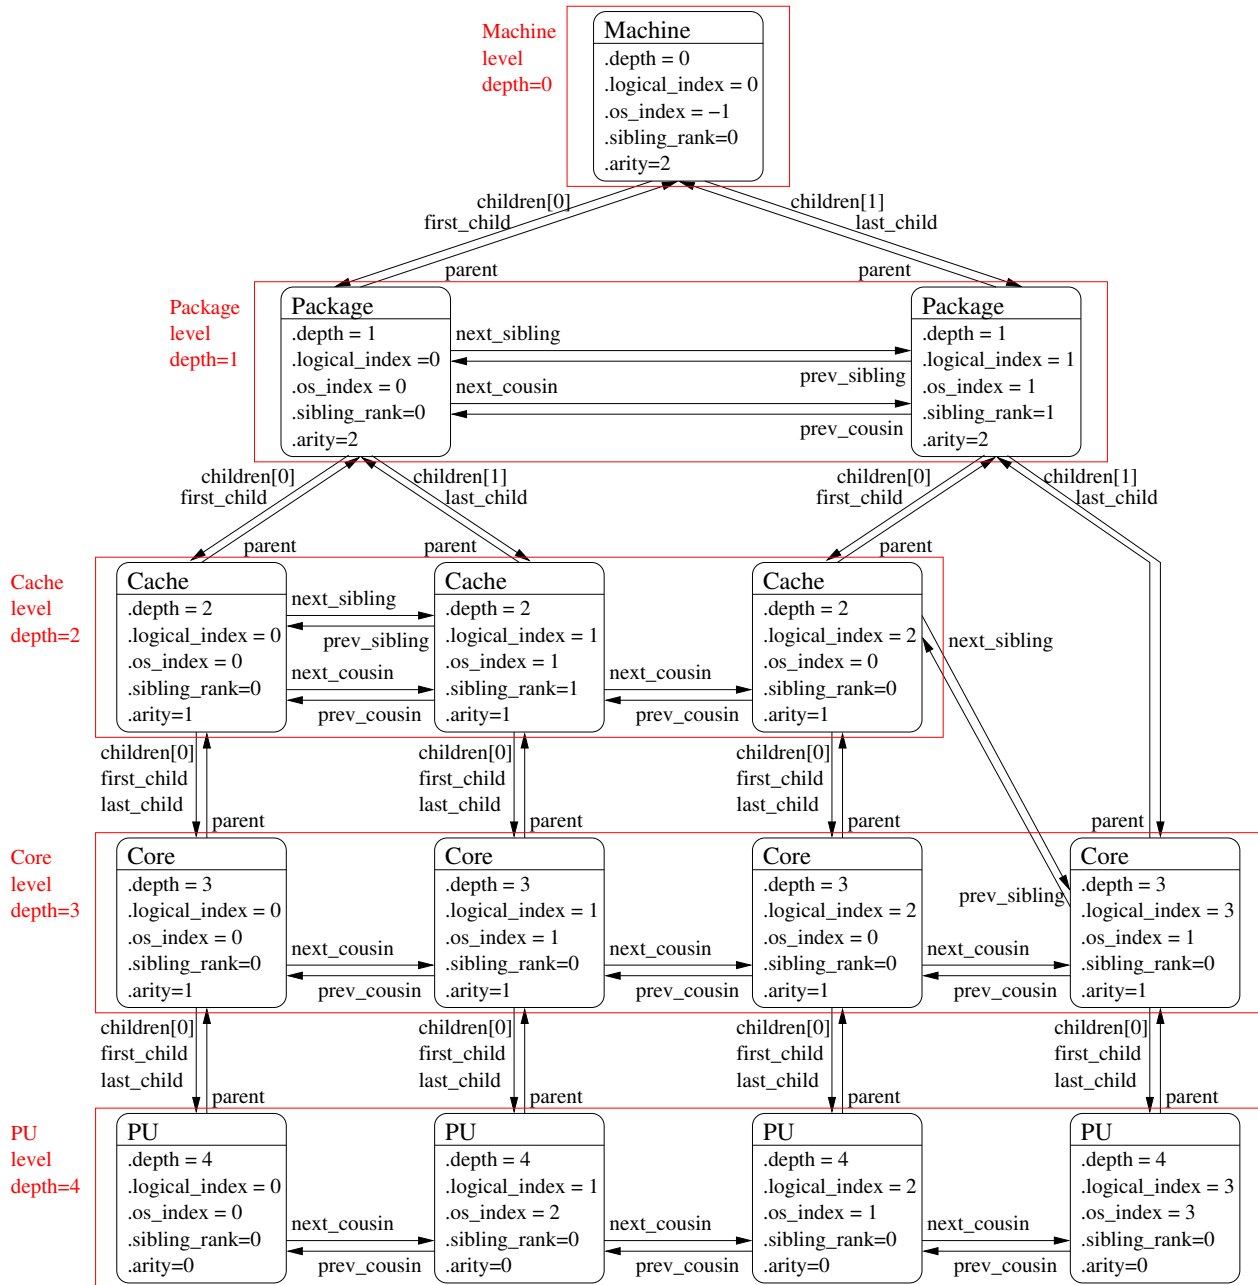 Machine
level
depth=0
Machine
.depth = 0
.logical_index = 0
.os_index = −1
.sibling_rank=0
.arity=2
children[0]
first_child
children[1]
last_child
parent
parent
Package
level
depth=1
Package
.depth = 1
.logical_index =0
.os_index = 0
.sibling_rank=0
.arity=2
next_sibling
prev_sibling
next_cousin
prev_cousin
Package
.depth = 1
.logical_index = 1
.os_index = 1
.sibling_rank=1
.arity=2
children[0]
first_child
children[1]
last_child
children[0]
first_child
children[1]
last_child
parent
parent
parent
Cache
level
depth=2
Cache
.depth = 2
.logical_index = 0
.os_index = 0
.sibling_rank=0
.arity=1
next_sibling
prev_sibling
next_cousin
prev_cousin
Cache
.depth = 2
.logical_index = 1
.os_index = 1
.sibling_rank=1
.arity=1
next_cousin
prev_cousin
Cache
.depth = 2
.logical_index = 2
.os_index = 0
.sibling_rank=0
.arity=1
next_sibling
children[0]
first_child
last_child
parent
children[0]
first_child
last_child
parent
children[0]
first_child
last_child
parent
parent
Core
level
depth=3
Core
.depth = 3
.logical_index = 0
.os_index = 0
.sibling_rank=0
.arity=1
next_cousin
prev_cousin
Core
.depth = 3
.logical_index = 1
.os_index = 1
.sibling_rank=0
.arity=1
next_cousin
prev_cousin
Core
.depth = 3
.logical_index = 2
.os_index = 0
.sibling_rank=0
.arity=1
prev_sibling
next_cousin
prev_cousin
Core
.depth = 3
.logical_index = 3
.os_index = 1
.sibling_rank=0
.arity=1
children[0]
first_child
last_child
parent
children[0]
first_child
last_child
parent
children[0]
first_child
last_child
parent
children[0]
first_child
last_child
parent
PU
level
depth=4
PU
.depth = 4
.logical_index = 0
.os_index = 0
.sibling_rank=0
.arity=0
next_cousin
prev_cousin
PU
.depth = 4
.logical_index = 1
.os_index = 2
.sibling_rank=0
.arity=0
next_cousin
prev_cousin
PU
.depth = 4
.logical_index = 2
.os_index = 1
.sibling_rank=0
.arity=0
next_cousin
prev_cousin
PU
.depth = 4
.logical_index = 3
.os_index = 3
.sibling_rank=0
.arity=0